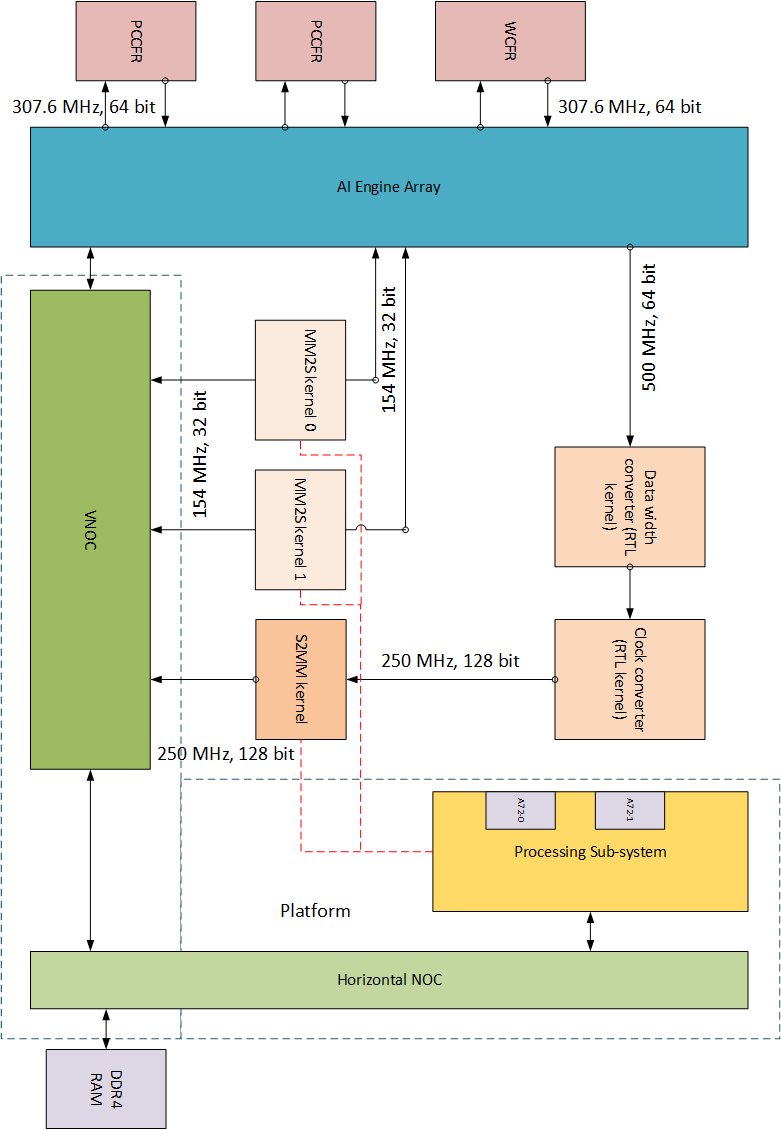 PCCFR
PCCFR
WCFR
307.6 MHz, 64 bit
307.6 MHz, 64 bit
AI Engine Array
500 MHz, 64 bit
154 MHz, 32 bit
MM2S kernel 0
154 MHz, 32 bit
VNOC
MM2S kernel 1
Data width
converter (RTL
kernel)
S2MM kernel
250 MHz, 128 bit
Clock converter
(RTL kernel)
250 MHz, 128 bit
A72-0
A72-1
Processing Sub-system
Platform
Horizontal NOC
DDR4
RAM